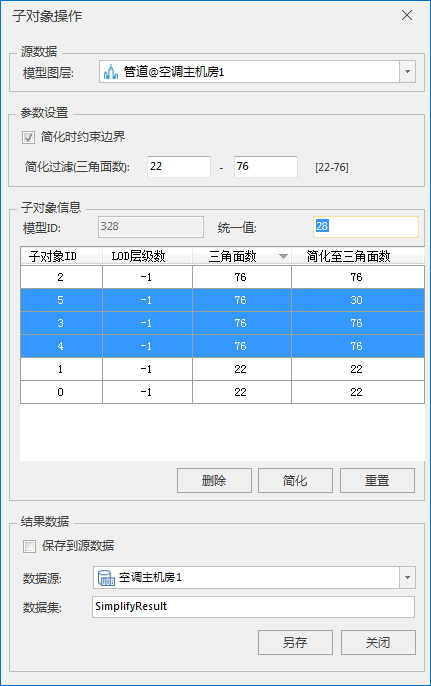 子对象操作
源数据
模型图层: 管道@空调主机房1
参数设置
简化时约束边界
简化过滤(三角面数): 22 - 76 [22-76]
子对象信息
模型ID: 328 统一值: 28
子对象ID LOD层级数 三角面数 简化至三角面数
2 -1 76 76
5 -1 76 30
3 -1 76 76
4 -1 76 76
1 -1 22 22
0 -1 22 22
删除 简化 重置
结果数据
保存到源数据
数据源: 空调主机房1
数据集: SimplifyResult
另存 关闭